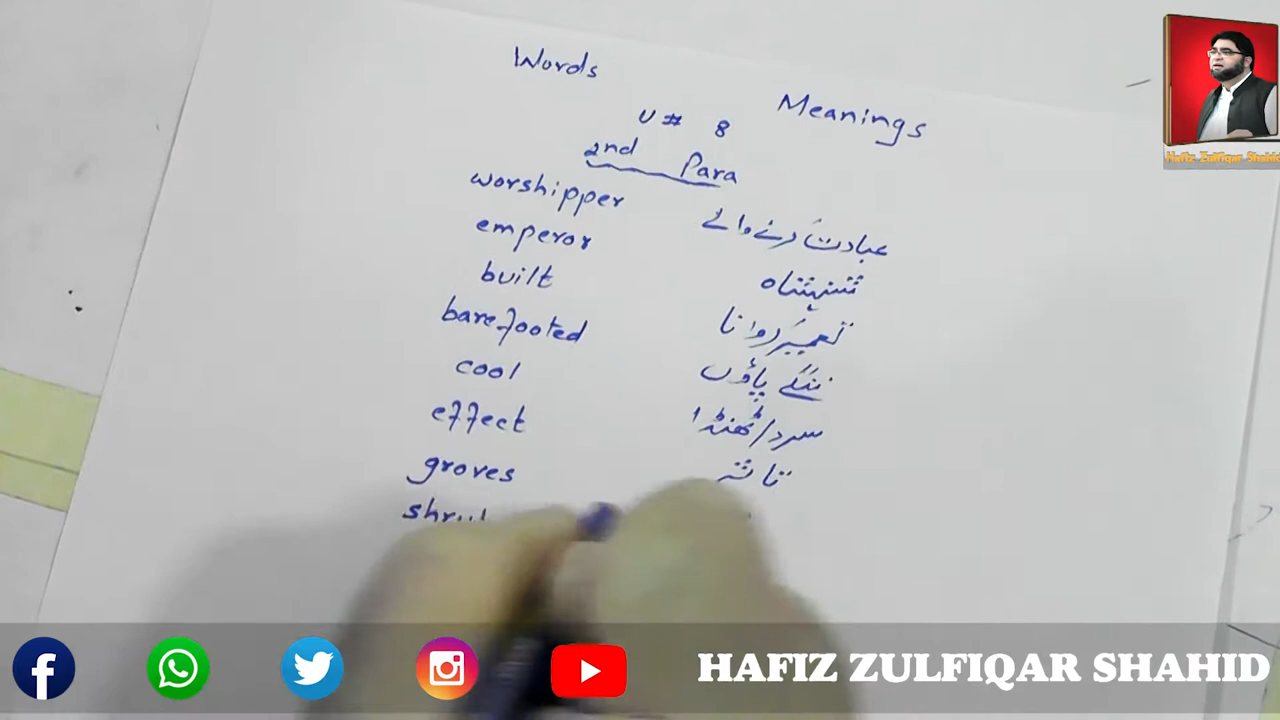 Words
Meanings
U # 8
2nd Para
worshipper عبادت کرنے والے
emperor شہنشاہ
built تعمیر کروانا
barefooted ننگے پاؤں
cool سرد/ٹھنڈا
effect تاثر
groves
Hafiz Zulfiqar Shahid
HAFIZ ZULFIQAR SHAHID